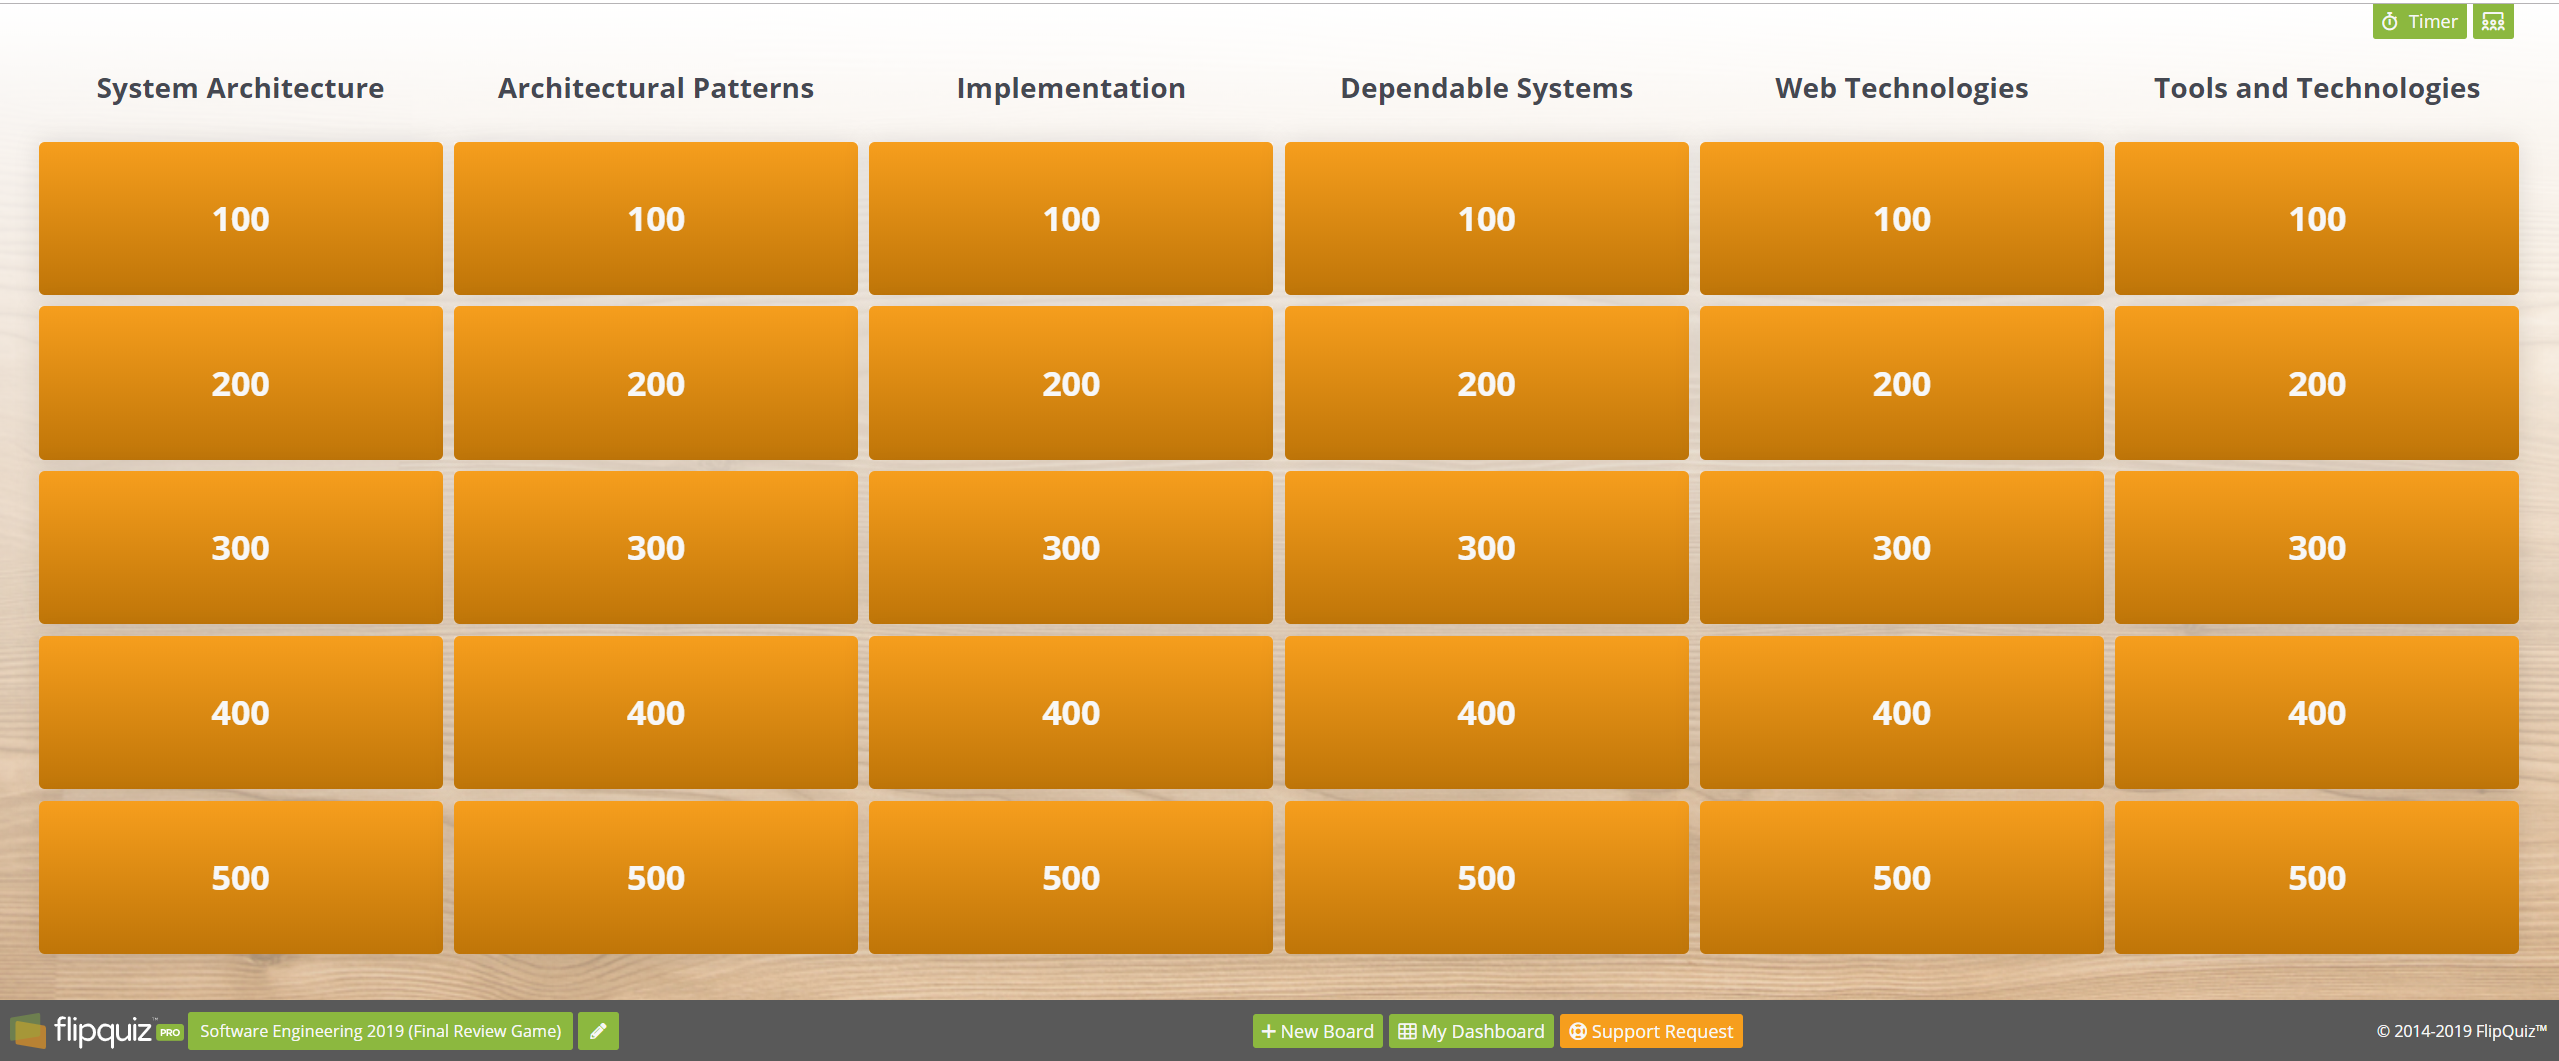 Timer
System Architecture Architectural Patterns Implementation Dependable Systems Web Technologies Tools and Technologies
100 100 100 100 100 100
200 200 200 200 200 200
300 300 300 300 300 300
400 400 400 400 400 400
500 500 500 500 500 500
flipquiz™ PRO Software Engineering 2019 (Final Review Game) New Board My Dashboard Support Request © 2014-2019 FlipQuiz™